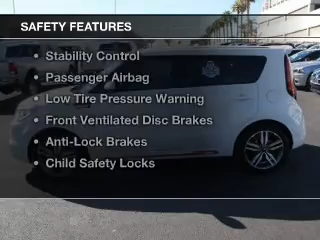 SAFETY FEATURES
• Stability Control
• Passenger Airbag
• Low Tire Pressure Warning
• Front Ventilated Disc Brakes
• Anti-Lock Brakes
• Child Safety Locks